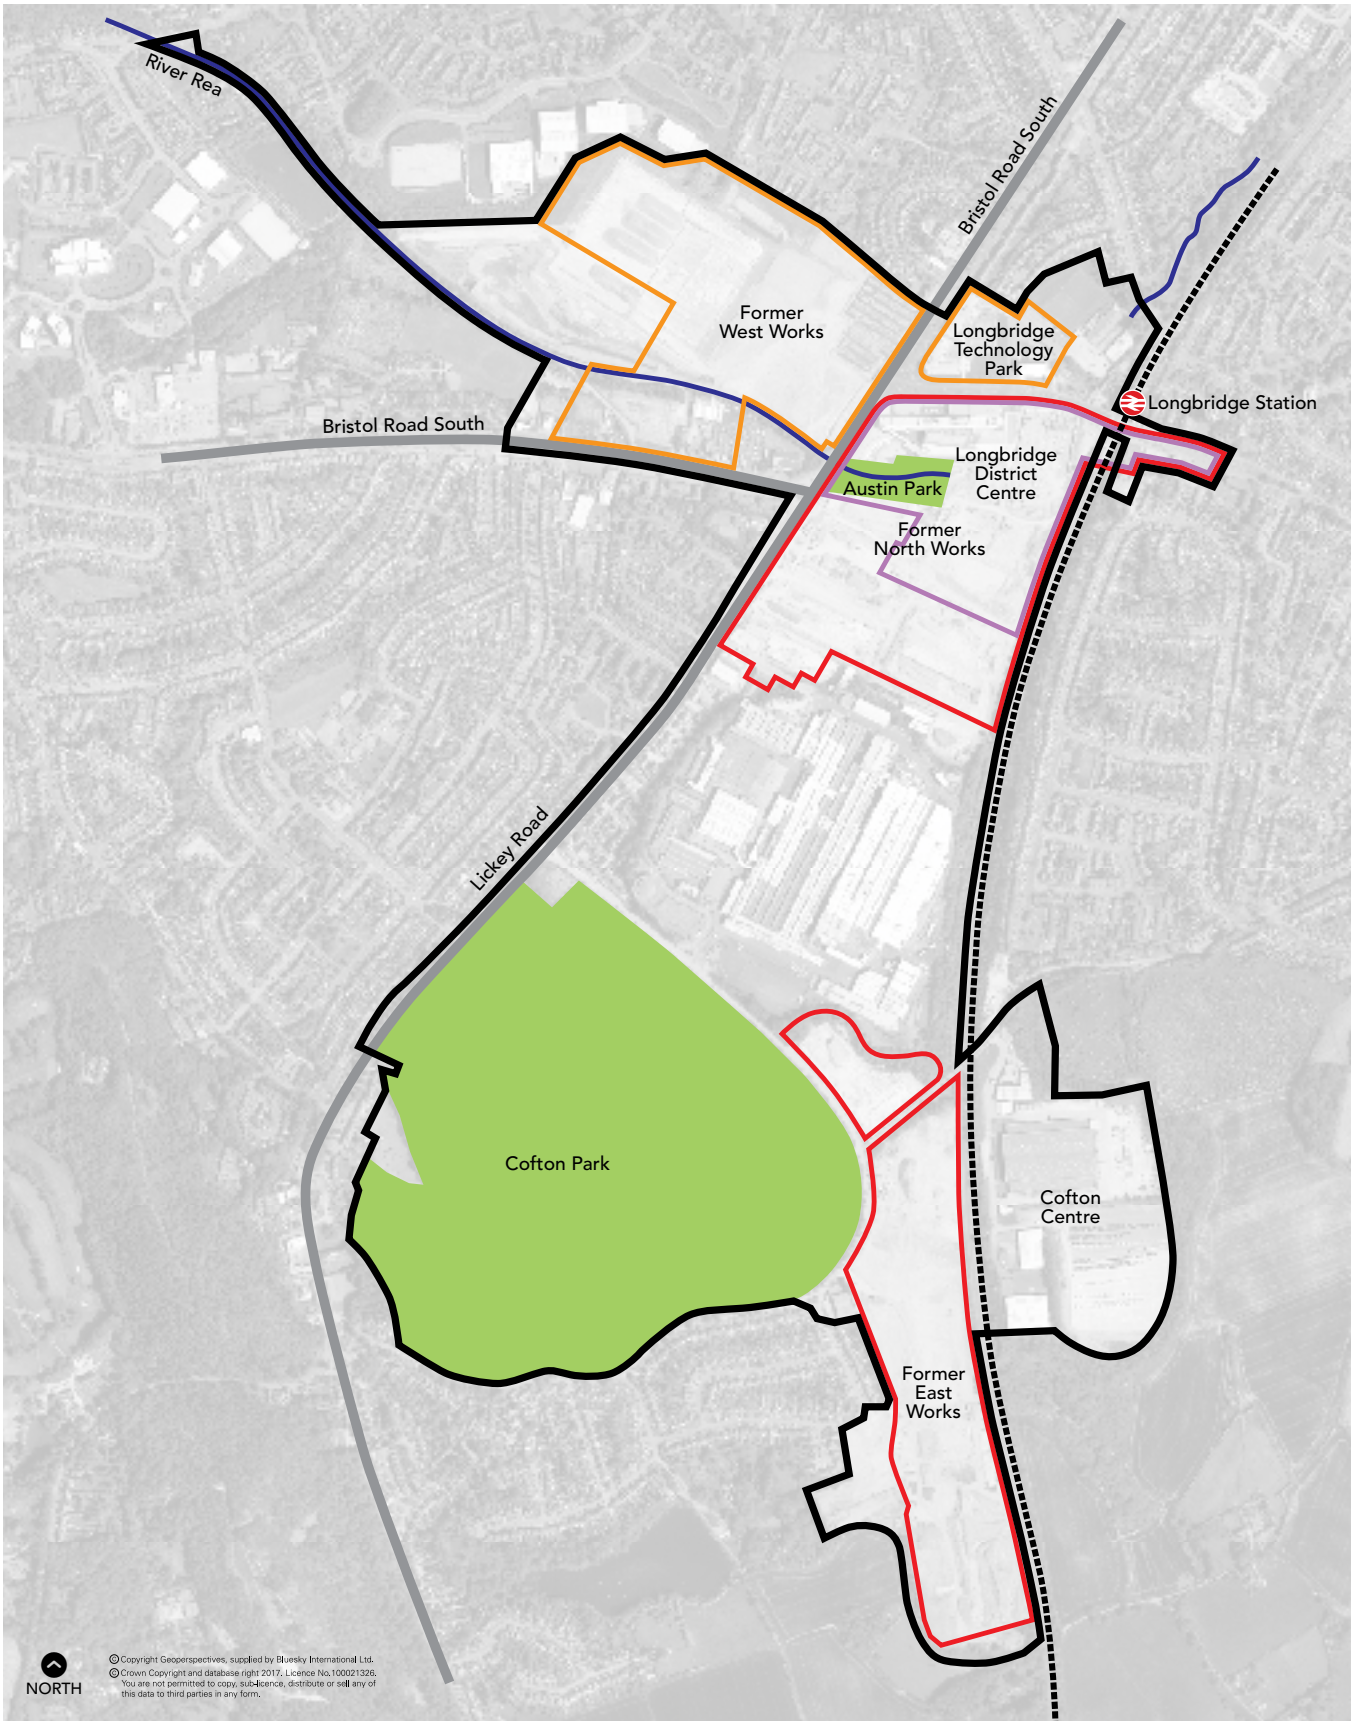 River Rea
Bristol Road South
Former
West Works
Longbridge
Technology
Park
Longbridge Station
Bristol Road South
Longbridge
District
Centre
Austin Park
Former
North Works
Lickey Road
Cofton Park
Cofton
Centre
Former
East
Works
NORTH
© Copyright Geoperspectives, supplied by Bluesky International Ltd.
© Crown Copyright and database right 2017. Licence No.100021326.
You are not permitted to copy, sub-licence, distribute or sell any of
this data to third parties in any form.